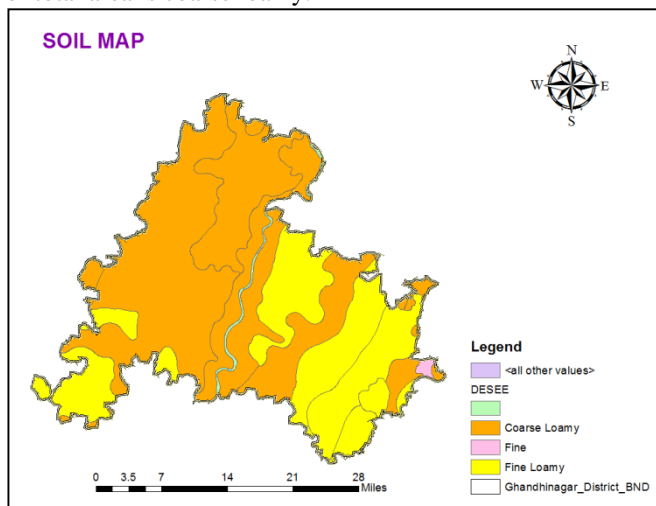 SOIL MAP
N
W E
S
Legend
<all other values>
DESEE
Coarse Loamy
Fine
Fine Loamy
Ghandhinagar_District_BND
0 3.5 7 14 21 28
Miles